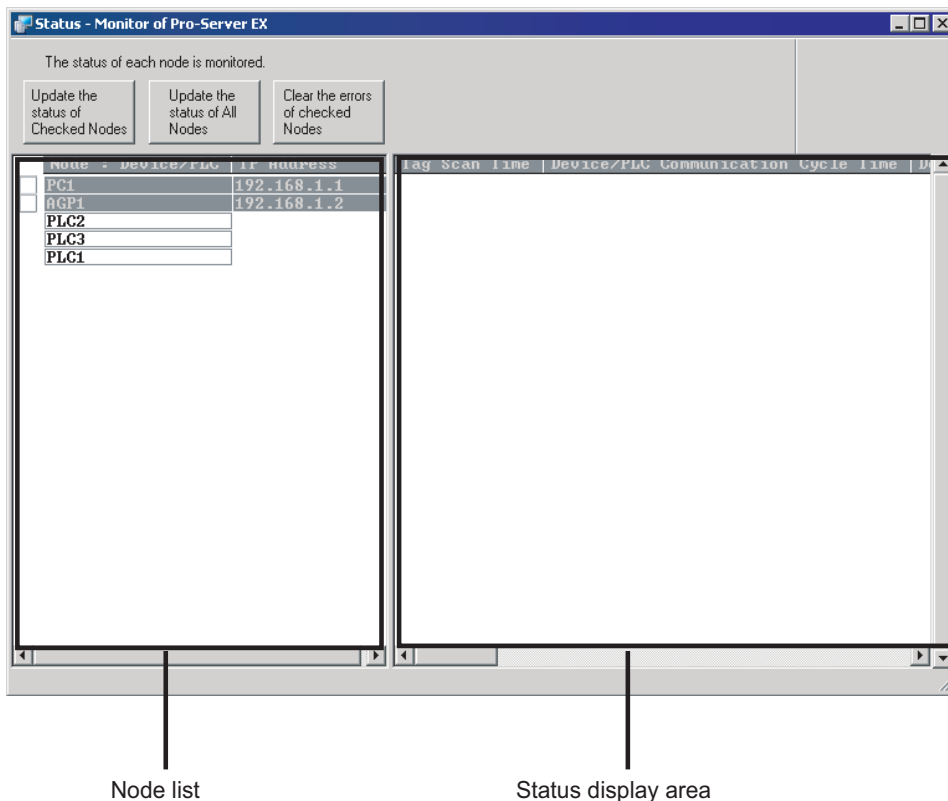 Status - Monitor of Pro-Server EX
The status of each node is monitored.
Update the
status of
Checked Nodes
Update the
status of All
Nodes
Clear the errors
of checked
Nodes
Node : Device/PLC IP Address
Tag Scan Time Device/PLC Communication Cycle Time
PC1 192.168.1.1
AGP1 192.168.1.2
PLC2
PLC3
PLC1
Node list
Status display area